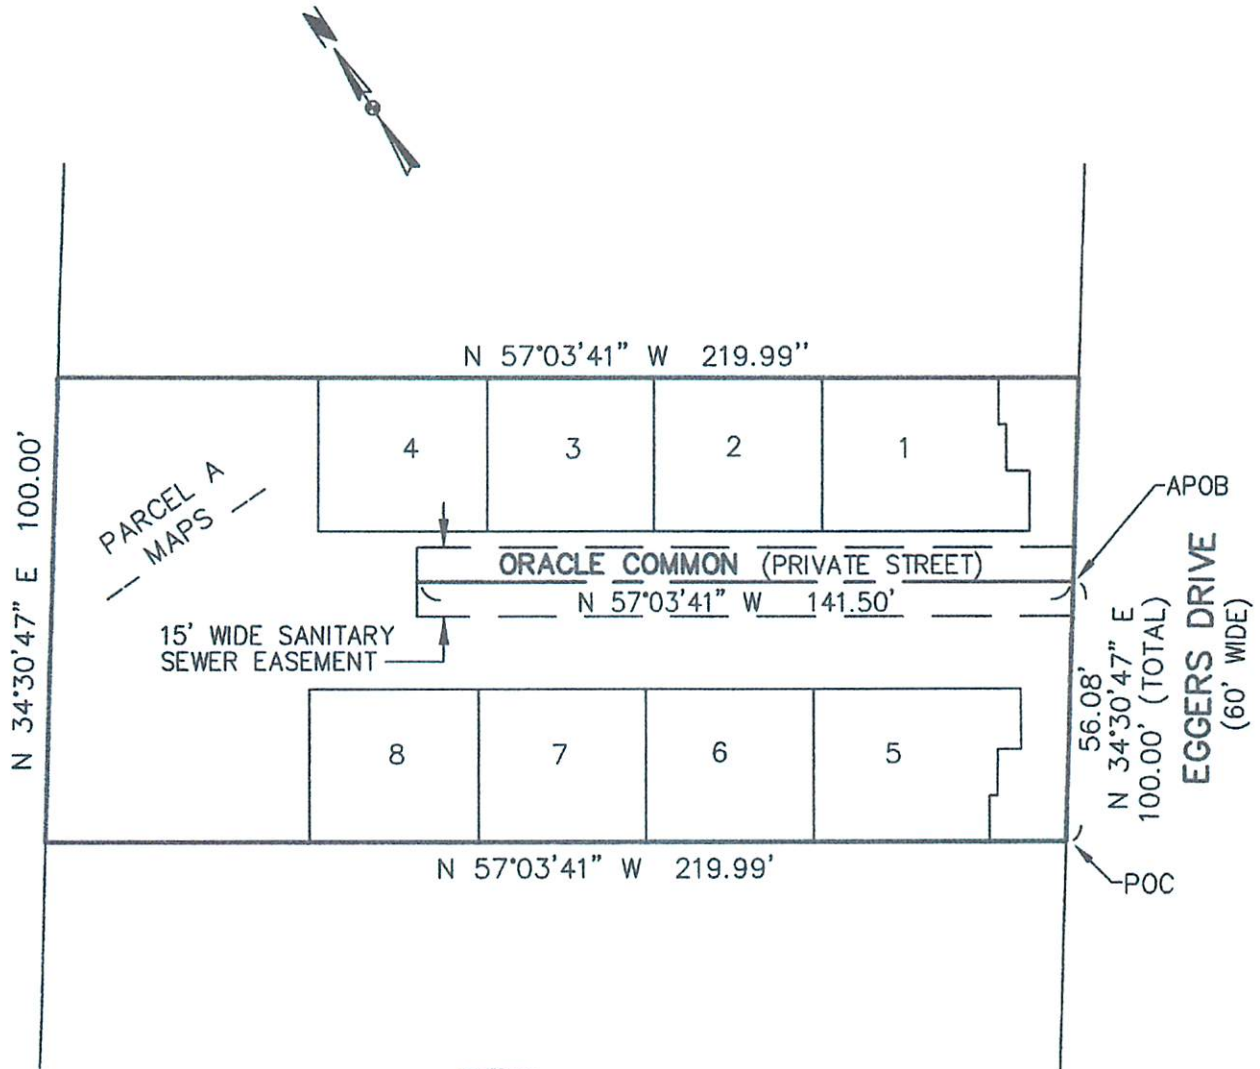 N 57°03'41" W 219.99"
4
3
2
1
N 34°30'47" E 100.00'
PARCEL A
MAPS
APOB
ORACLE COMMON (PRIVATE STREET)
N 57°03'41" W 141.50'
15' WIDE SANITARY
SEWER EASEMENT
56.08'
N 34°30'47" E
100.00' (TOTAL)
EGGERS DRIVE
(60' WIDE)
8
7
6
5
N 57°03'41" W 219.99'
POC